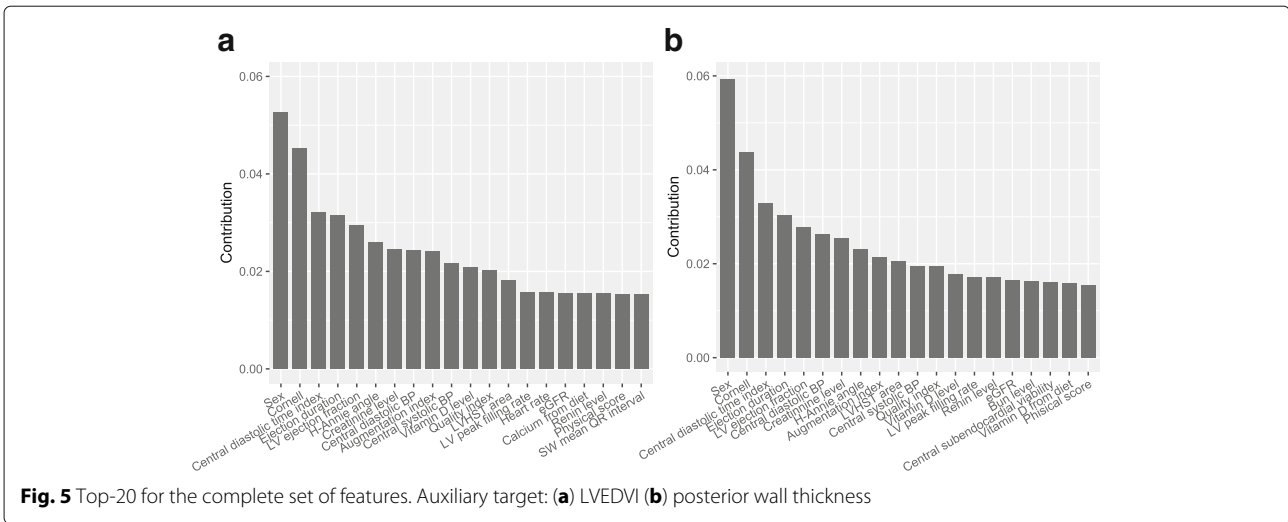 a
b
0.06
0.04
0.02
0.00
Contribution
Sex
Cornell
Central diastolic time index
Ejection duration
LV ejection fraction
H-Annie angle
Creatinine level
Central diastolic BP
Augmentation index
Central systolic BP
Vitamin D level
Quality index
LVHST area
LV peak filling rate
Heart rate
eGFR
Calcium from diet
Renin level
Physical score
SW mean QR interval
0.06
0.04
0.02
0.00
Contribution
Sex
Cornell
Central diastolic time index
Ejection duration
LV ejection fraction
Central diastolic BP
Creatinine level
H-Annie angle
Augmentation index
LVHST area
Central systolic BP
Quality index
Vitamin D level
LV peak filling rate
Renin level
eGFR
Bun level
Central subendocardial viability
Vitamin D from diet
Phisical score
Fig. 5 Top-20 for the complete set of features. Auxiliary target: (a) LVEDVI (b) posterior wall thickness